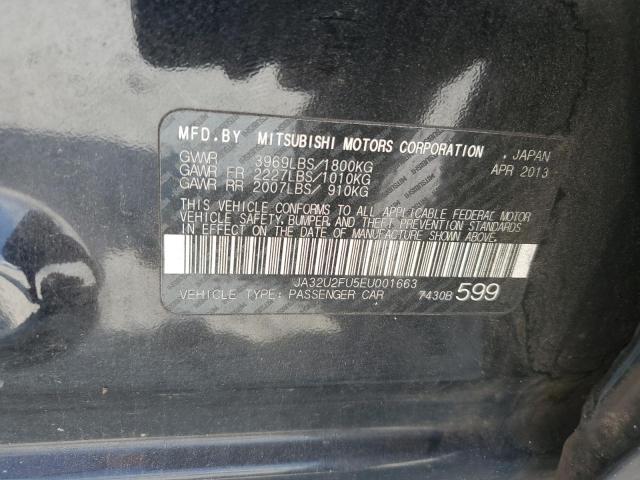 MFD.BY MITSUBISHI MOTORS CORPORATION . JAPAN
GVWR 3969LBS/1800KG APR 2013
GAWR FR 2227LBS/1010KG
GAWR RR 2007LBS/ 910KG
THIS VEHICLE CONFORMS TO ALL APPLICABLE FEDERAL MOTOR
VEHICLE SAFETY, BUMPER, AND THEFT PREVENTION STANDARDS
IN EFFECT ON THE DATE OF MANUFACTURE SHOWN ABOVE.
JA32U2FU5EU001663
VEHICLE TYPE: PASSENGER CAR 7430B 599